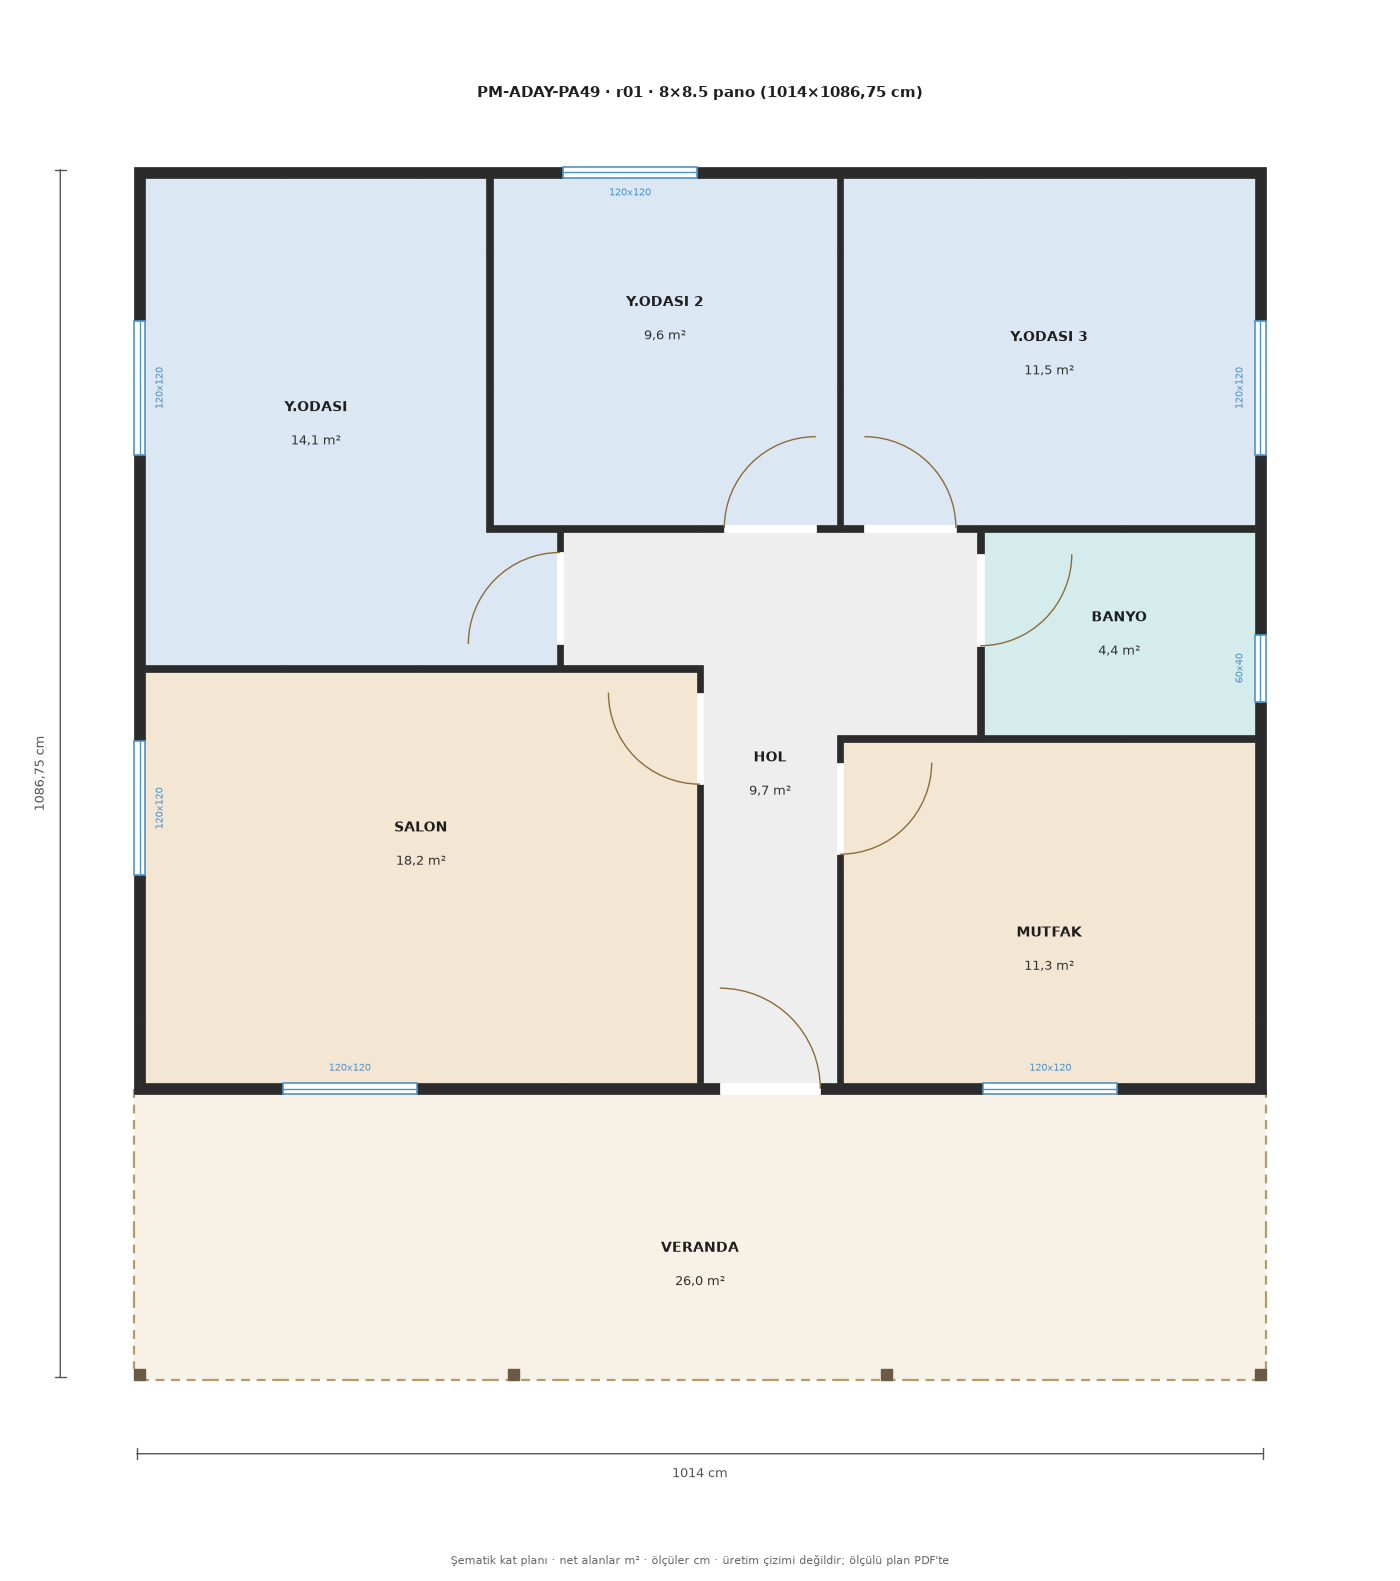 PM-ADAY-PA49 · r01 · 8×8.5 pano (1014×1086,75 cm)
120x120
Y.ODASI 2
9,6 m²
Y.ODASI 3
11,5 m²
120x120
120x120
Y.ODASI
14,1 m²
BANYO
4,4 m²
60x40
1086,75 cm
HOL
9,7 m²
120x120
SALON
18,2 m²
MUTFAK
11,3 m²
120x120
120x120
VERANDA
26,0 m²
1014 cm
Şematik kat planı · net alanlar m² · ölçüler cm · üretim çizimi değildir; ölçülü plan PDF'te